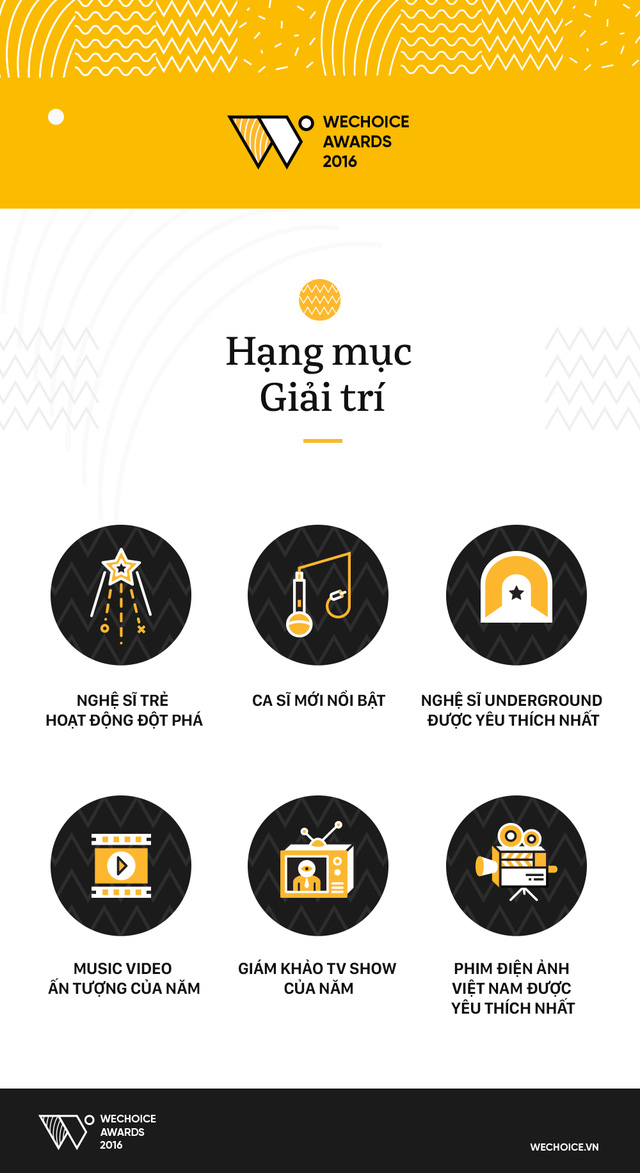 WECHOICE
AWARDS
2016
Hạng mục
Giải trí
NGHỆ SĨ TRẺ
HOẠT ĐỘNG ĐỘT PHÁ
CA SĨ MỚI NỔI BẬT
NGHỆ SĨ UNDERGROUND
ĐƯỢC YÊU THÍCH NHẤT
MUSIC VIDEO
ẤN TƯỢNG CỦA NĂM
GIÁM KHẢO TV SHOW
CỦA NĂM
PHIM ĐIỆN ẢNH
VIỆT NAM ĐƯỢC
YÊU THÍCH NHẤT
WECHOICE
AWARDS
2016
WECHOICE.VN